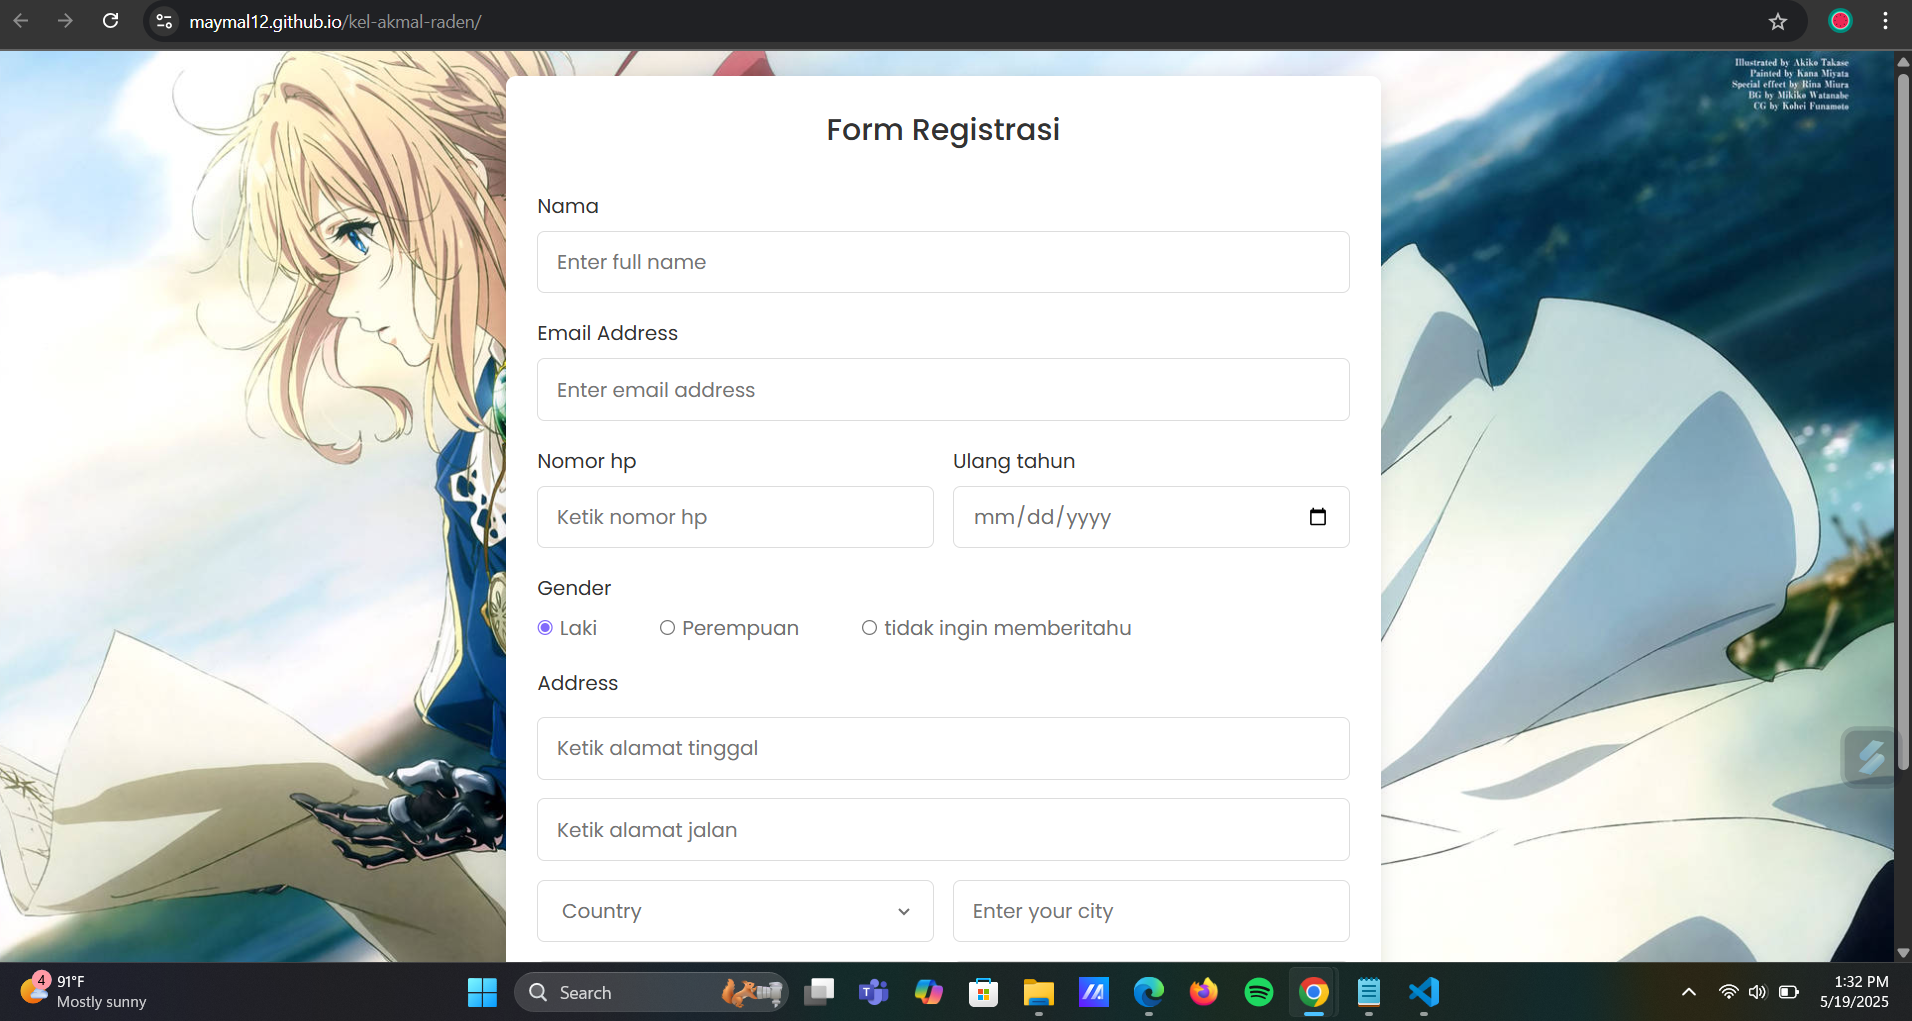 maymal12.github.io/kel-akmal-raden/
Illustrated by Akiko Takase
Painted by Kana Miyata
Special effect by Rina Miura
BG by Mikiko Watanabe
CG by Kohei Funamoto
Form Registrasi
Nama
Enter full name
Email Address
Enter email address
Nomor hp Ulang tahun
Ketik nomor hp mm/dd/yyyy
Gender
Laki Perempuan tidak ingin memberitahu
Address
Ketik alamat tinggal
Ketik alamat jalan
Country Enter your city
4 91°F
Mostly sunny
Search
1:32 PM
5/19/2025